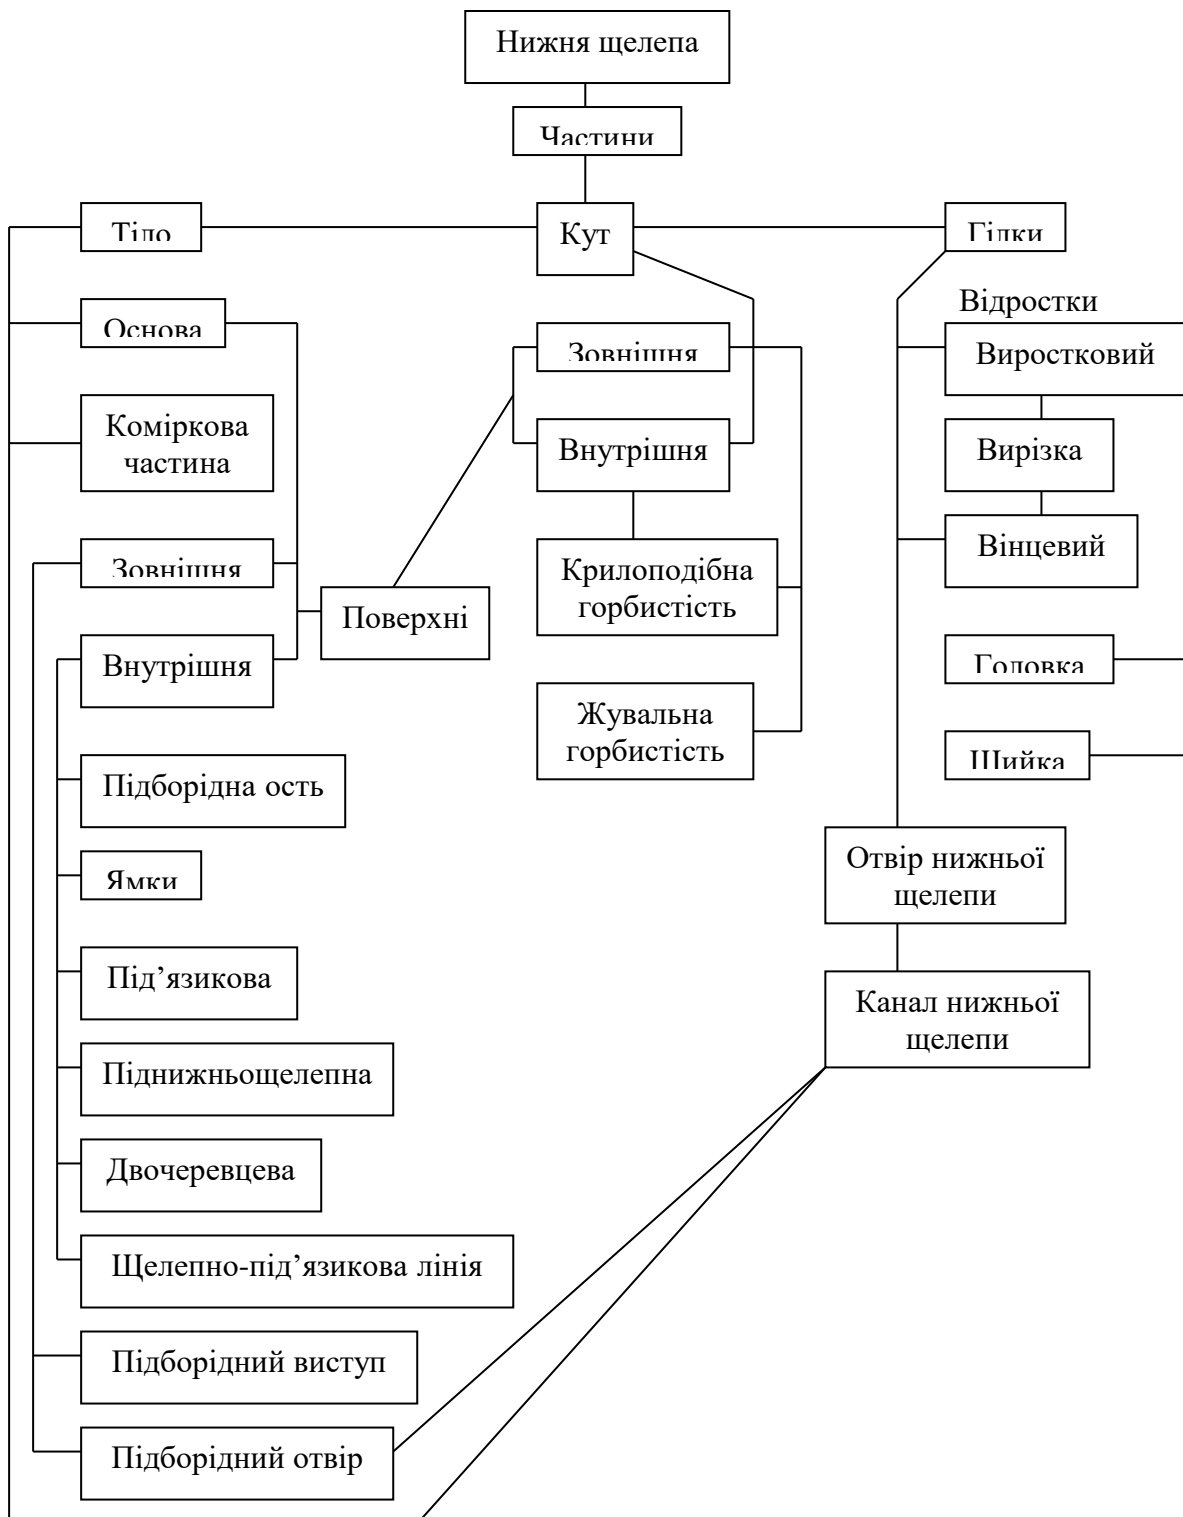 Нижня щелепа
Частини
Тіло
Кут
Гілки
Відростки
Основа
Зовнішня
Виростковий
Коміркова
частина
Внутрішня
Вирізка
Зовнішня
Крилоподібна
горбистість
Вінцевий
Поверхні
Внутрішня
Головка
Жувальна
горбистість
Шийка
Підборідна ость
Ямки
Отвір нижньої
щелепи
Під’язикова
Канал нижньої
щелепи
Піднижньощелепна
Двочеревцева
Щелепно-під’язикова лінія
Підборідний виступ
Підборідний отвір